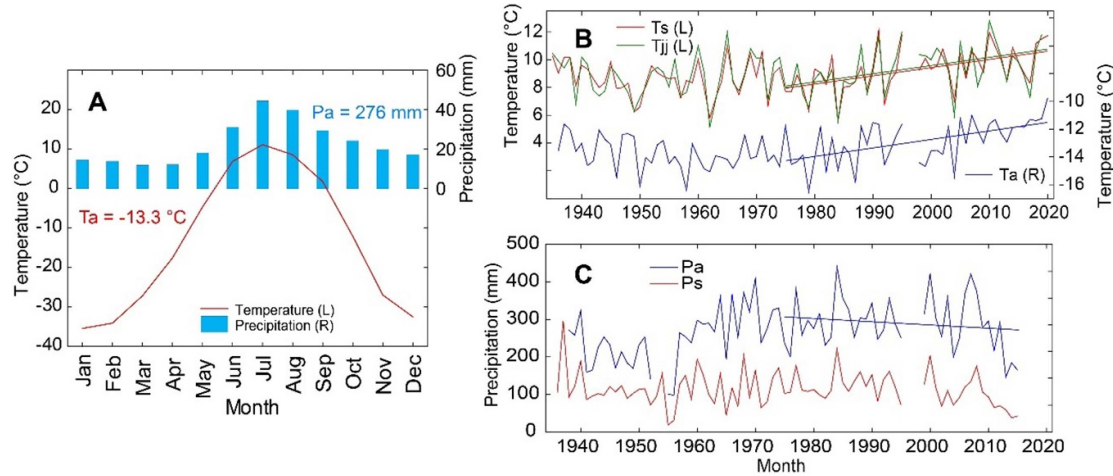 A
Temperature (°C)
20
10
0
-10
-20
-30
-40
Pa = 276 mm
Ta = -13.3 °C
Temperature (L)
Precipitation (R)
60
40
20
0
Precipitation (mm)
Jan
Feb
Mar
Apr
May
Jun
Jul
Aug
Sep
Oct
Nov
Dec
Month
B
Temperature (°C)
12
10
8
6
4
Ts (L)
Tjj (L)
Ta (R)
-10
-12
-14
-16
Temperature (°C)
1940 1950 1960 1970 1980 1990 2000 2010 2020
C
Precipitation (mm)
500
400
300
200
100
0
Pa
Ps
1940 1950 1960 1970 1980 1990 2000 2010 2020
Month